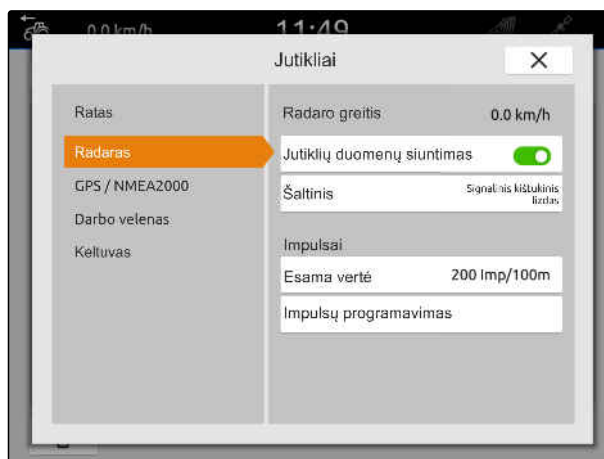 0.0 km/h
11:49
Jutikliai
Ratas
Radaras
GPS / NMEA2000
Darbo velenas
Keltuvas
Radaro greitis 0.0 km/h
Jutiklių duomenų siuntimas
Šaltinis Signalinis kištukinis
lizdas
Impulsai
Esama vertė 200 Imp/100m
Impulsų programavimas